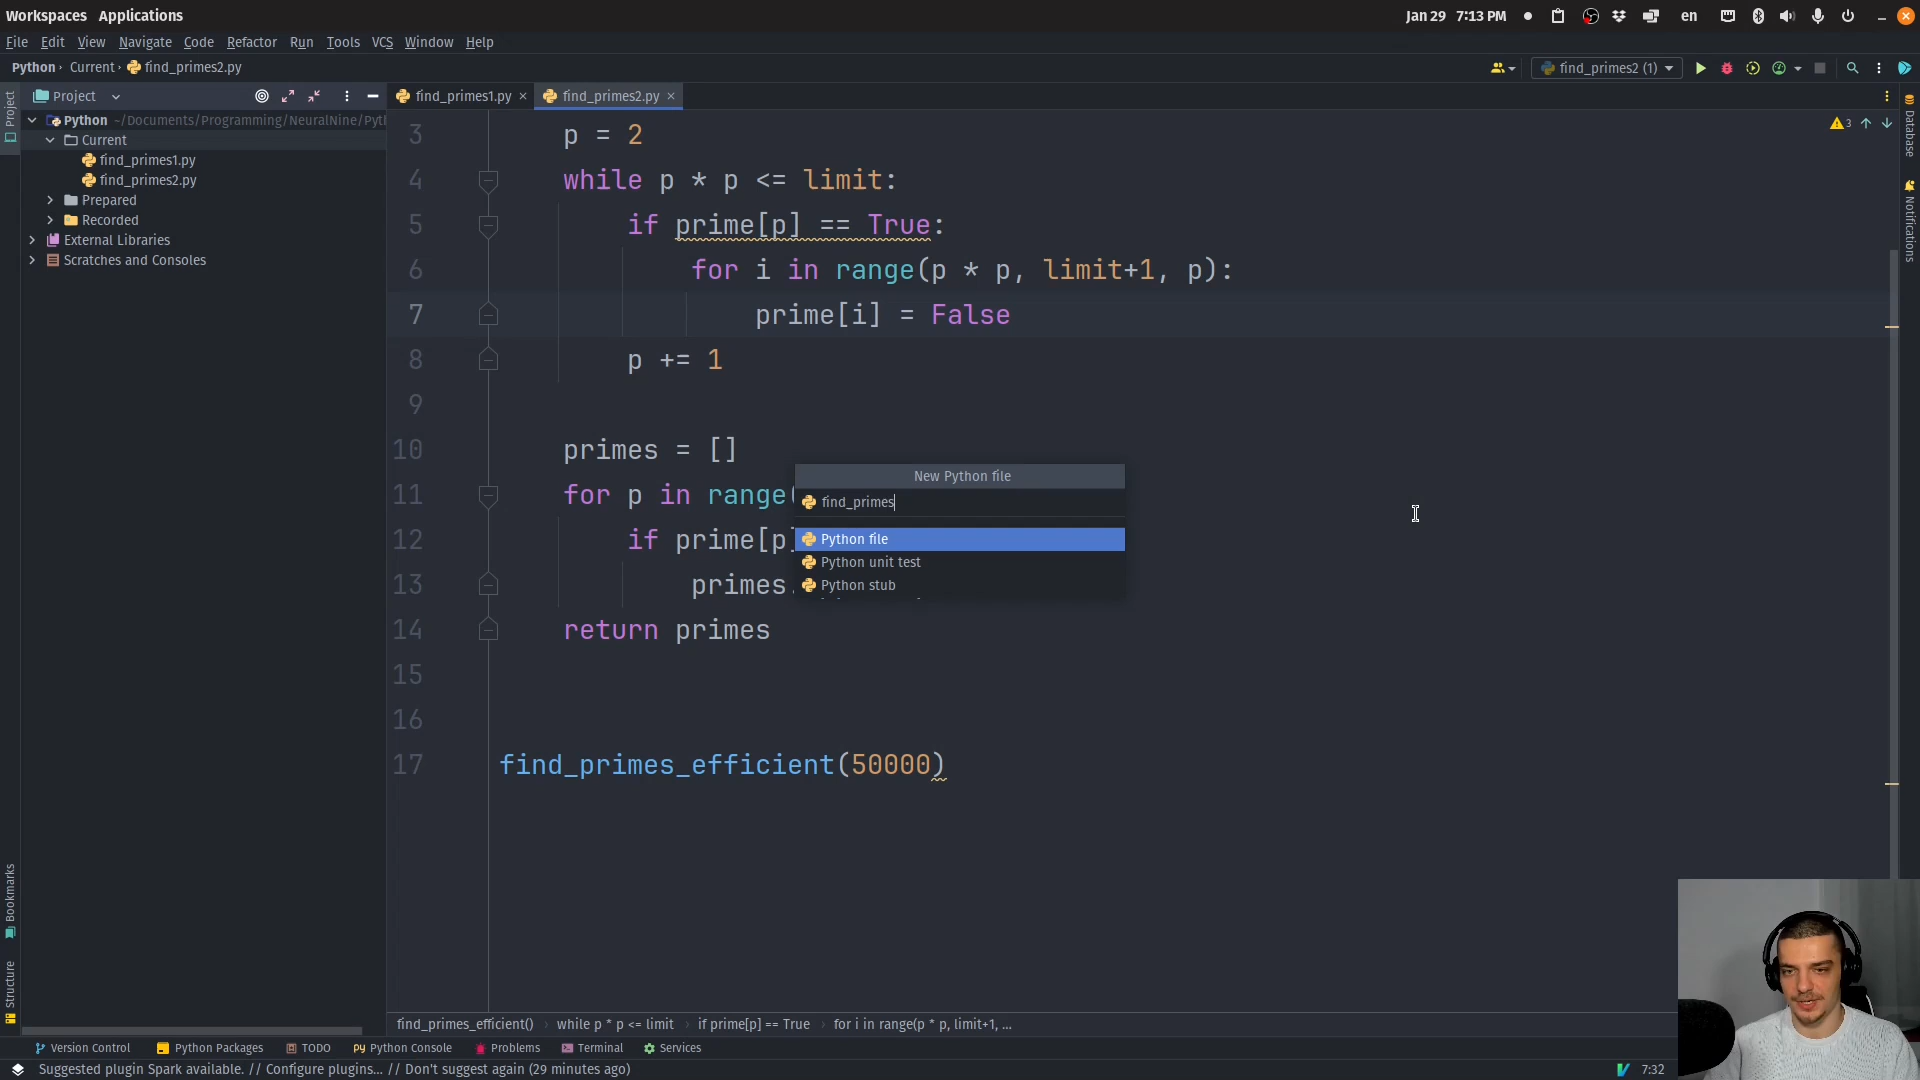 Workspaces Applications
Jan 29 7:13 PM
en
File Edit View Navigate Code Refactor Run Tools VCS Window Help
Python Current find_primes2.py
find_primes2 (1)
Project
Project
find_primes1.py
find_primes2.py
Python ~/Documents/Programming/NeuralNine/Pyt
Current
find_primes1.py
find_primes2.py
Prepared
Recorded
External Libraries
Scratches and Consoles
3
Database
Notifications
3 p = 2
4 while p * p <= limit:
5 if prime[p] == True:
6 for i in range(p * p, limit+1, p):
7 prime[i] = False
8 p += 1
9
10 primes = []
11 for p in range(
12 if prime[p]
13 primes.
14 return primes
15
16
17 find_primes_efficient(50000)
New Python file
find_primes
Python file
Python unit test
Python stub
Bookmarks
Structure
find_primes_efficient() while p * p <= limit if prime[p] == True for i in range(p * p, limit+1, ...
Version Control Python Packages TODO Python Console Problems Terminal Services
Suggested plugin Spark available. // Configure plugins... // Don't suggest again (29 minutes ago)
7:32